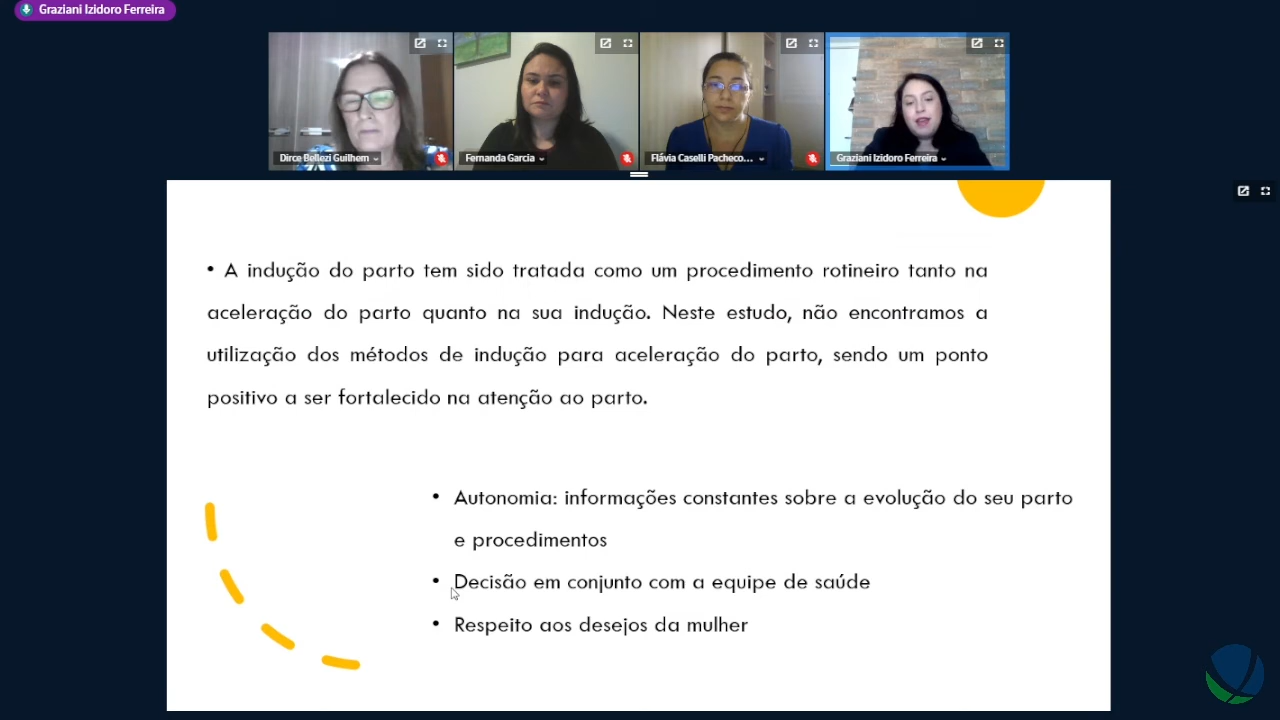 Graziani Izidoro Ferreira
Dirce Bellezi Guilhem
Fernanda Garcia
Flávia Caselli Pacheco...
Graziani Izidoro Ferreira
• A indução do parto tem sido tratada como um procedimento rotineiro tanto na
aceleração do parto quanto na sua indução. Neste estudo, não encontramos a
utilização dos métodos de indução para aceleração do parto, sendo um ponto
positivo a ser fortalecido na atenção ao parto.
• Autonomia: informações constantes sobre a evolução do seu parto
e procedimentos
• Decisão em conjunto com a equipe de saúde
• Respeito aos desejos da mulher